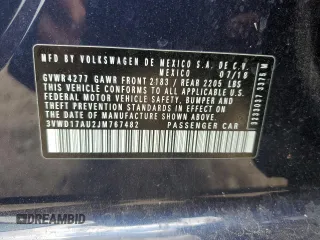 MFD BY VOLKSWAGEN DE MEXICO S.A. DE C.V.
MEXICO 07/18
GVWR4277 GAWR FRONT 2183 / REAR 2205 LBS
THIS VEHICLE CONFORMS TO ALL APPLICABLE
FEDERAL MOTOR VEHICLE SAFETY, BUMPER AND
THEFT PREVENTION STANDARDS IN EFFECT ON
THE DATE OF MANUFACTURE SHOWN ABOVE
3VWD17AU2JM767482 PASSENGER CAR
DREAMBID